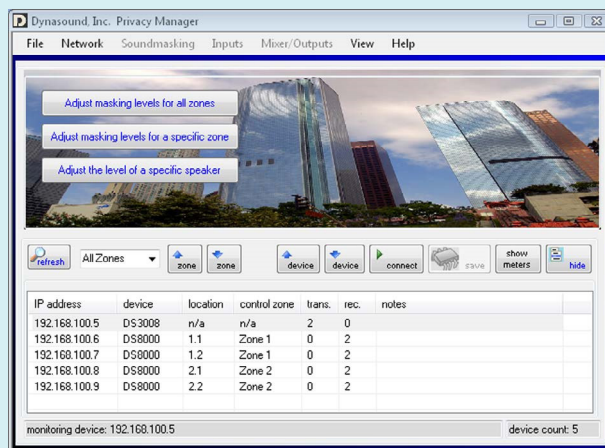 Dynasound, Inc. Privacy Manager
File Network Soundmasking Inputs Mixer/Outputs View Help
Adjust masking levels for all zones
Adjust masking levels for a specific zone
Adjust the level of a specific speaker
refresh All Zones zone zone device device connect save show meters hide
IP address device location control zone trans. rec. notes
192.168.100.5 DS3008 n/a n/a 2 0
192.168.100.6 DS8000 1.1 Zone 1 0 2
192.168.100.7 DS8000 1.2 Zone 1 0 2
192.168.100.8 DS8000 2.1 Zone 2 0 2
192.168.100.9 DS8000 2.2 Zone 2 0 2
monitoring device: 192.168.100.5 device count: 5